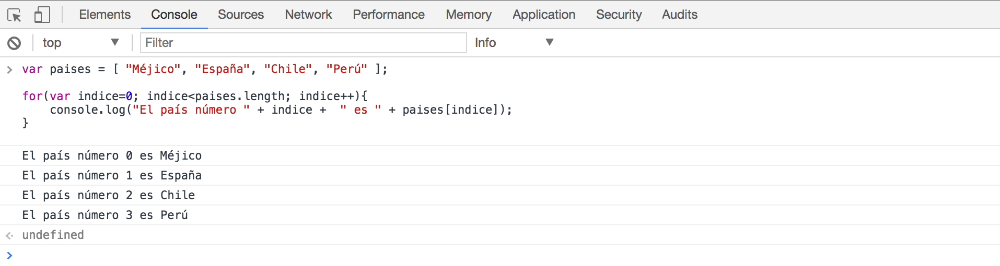 Elements Console Sources Network Performance Memory Application Security Audits
top Filter Info
var paises = [ "Méjico", "España", "Chile", "Perú" ];
for(var indice=0; indice<paises.length; indice++){
    console.log("El país número " + indice +  " es " + paises[indice]);
}
El país número 0 es Méjico
El país número 1 es España
El país número 2 es Chile
El país número 3 es Perú
undefined